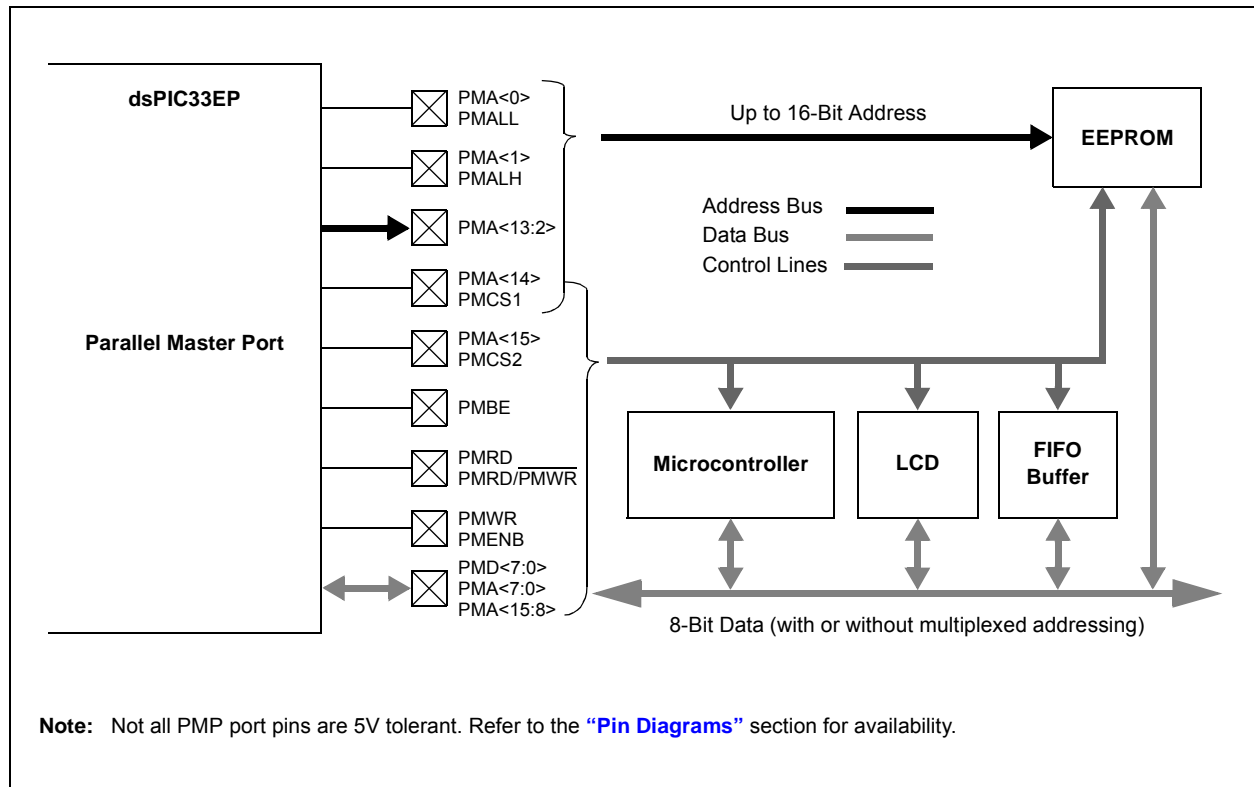 dsPIC33EP
Parallel Master Port
PMA<0>
PMALL
PMA<1>
PMALH
PMA<13:2>
PMA<14>
PMCS1
PMA<15>
PMCS2
PMBE
PMRD
PMRD/PMWR
PMWR
PMENB
PMD<7:0>
PMA<7:0>
PMA<15:8>
Up to 16-Bit Address
EEPROM
Address Bus
Data Bus
Control Lines
Microcontroller
LCD
FIFO
Buffer
8-Bit Data (with or without multiplexed addressing)
Note: Not all PMP port pins are 5V tolerant. Refer to the “Pin Diagrams” section for availability.